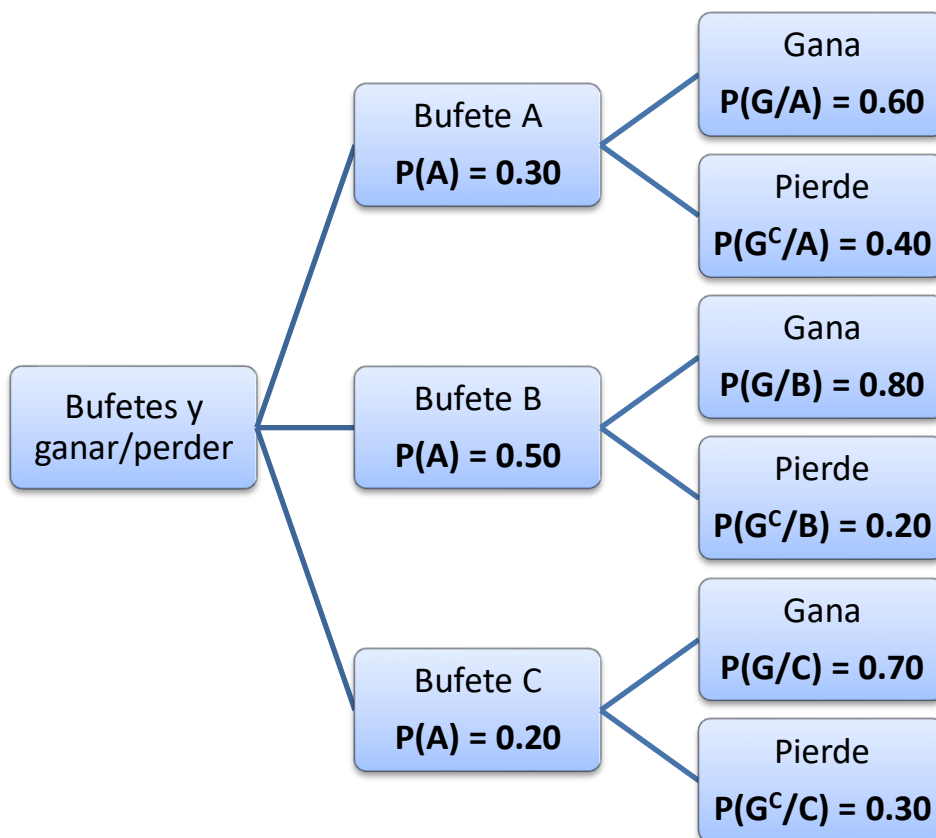 Bufetes y
ganar/perder
Bufete A
P(A) = 0.30
Gana
P(G/A) = 0.60
Pierde
P(Gᶜ/A) = 0.40
Bufete B
P(A) = 0.50
Gana
P(G/B) = 0.80
Pierde
P(Gᶜ/B) = 0.20
Bufete C
P(A) = 0.20
Gana
P(G/C) = 0.70
Pierde
P(Gᶜ/C) = 0.30